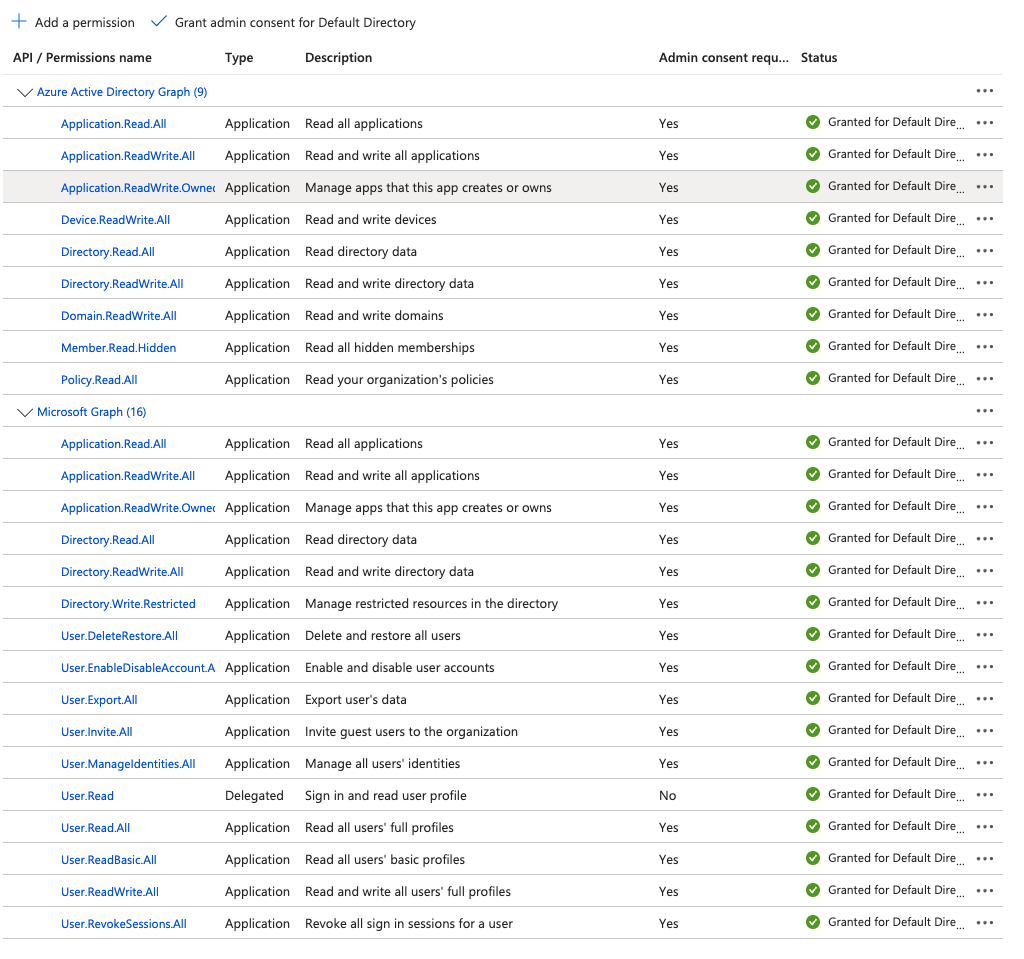 Add a permission Grant admin consent for Default Directory
API / Permissions name Type Description Admin consent requ... Status
Azure Active Directory Graph (9)
Application.Read.All Application Read all applications Yes Granted for Default Dire...
Application.ReadWrite.All Application Read and write all applications Yes Granted for Default Dire...
Application.ReadWrite.Owned Application Manage apps that this app creates or owns Yes Granted for Default Dire...
Device.ReadWrite.All Application Read and write devices Yes Granted for Default Dire...
Directory.Read.All Application Read directory data Yes Granted for Default Dire...
Directory.ReadWrite.All Application Read and write directory data Yes Granted for Default Dire...
Domain.ReadWrite.All Application Read and write domains Yes Granted for Default Dire...
Member.Read.Hidden Application Read all hidden memberships Yes Granted for Default Dire...
Policy.Read.All Application Read your organization's policies Yes Granted for Default Dire...
Microsoft Graph (16)
Application.Read.All Application Read all applications Yes Granted for Default Dire...
Application.ReadWrite.All Application Read and write all applications Yes Granted for Default Dire...
Application.ReadWrite.Owned Application Manage apps that this app creates or owns Yes Granted for Default Dire...
Directory.Read.All Application Read directory data Yes Granted for Default Dire...
Directory.ReadWrite.All Application Read and write directory data Yes Granted for Default Dire...
Directory.Write.Restricted Application Manage restricted resources in the directory Yes Granted for Default Dire...
User.DeleteRestore.All Application Delete and restore all users Yes Granted for Default Dire...
User.EnableDisableAccount.A Application Enable and disable user accounts Yes Granted for Default Dire...
User.Export.All Application Export user's data Yes Granted for Default Dire...
User.Invite.All Application Invite guest users to the organization Yes Granted for Default Dire...
User.ManageIdentities.All Application Manage all users' identities Yes Granted for Default Dire...
User.Read Delegated Sign in and read user profile No Granted for Default Dire...
User.Read.All Application Read all users' full profiles Yes Granted for Default Dire...
User.ReadBasic.All Application Read all users' basic profiles Yes Granted for Default Dire...
User.ReadWrite.All Application Read and write all users' full profiles Yes Granted for Default Dire...
User.RevokeSessions.All Application Revoke all sign in sessions for a user Yes Granted for Default Dire...